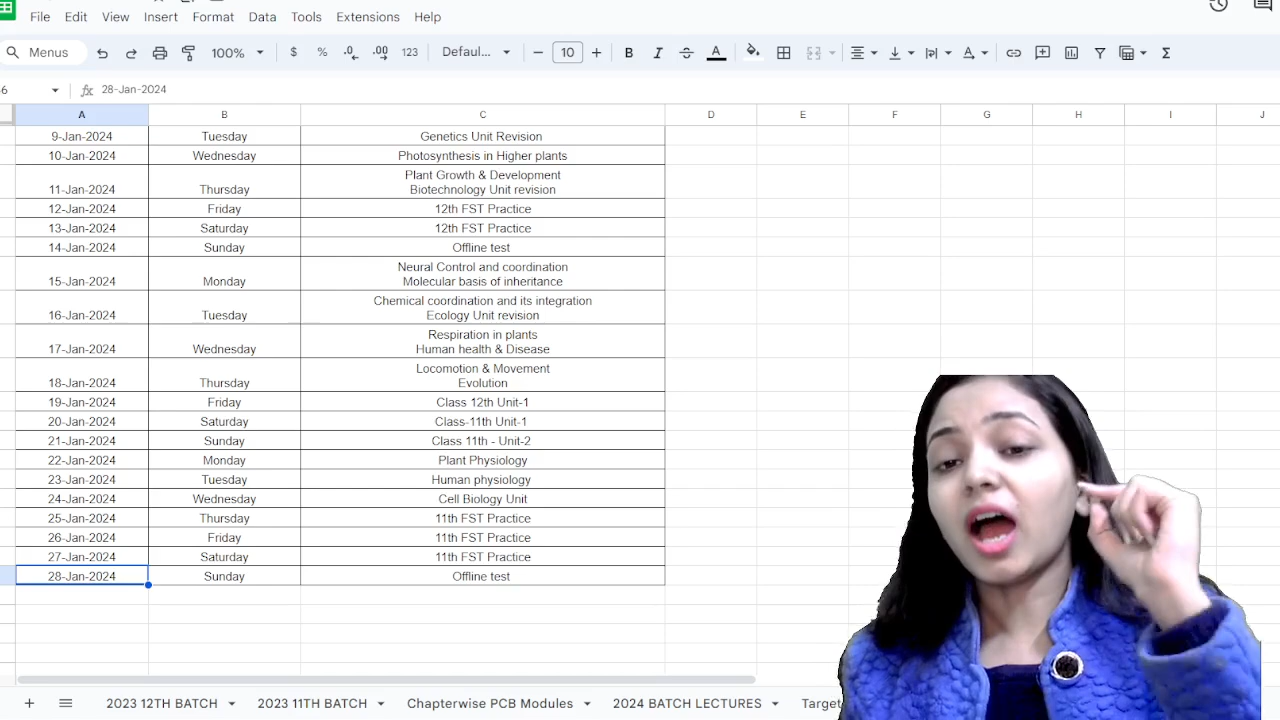 File Edit View Insert Format Data Tools Extensions Help
Menus 100% $ % .0 .00 123 Defaul... 10 B I S A Σ
6 fx 28-Jan-2024
A B C D E F G H I J
9-Jan-2024 Tuesday Genetics Unit Revision
10-Jan-2024 Wednesday Photosynthesis in Higher plants
Plant Growth & Development
11-Jan-2024 Thursday Biotechnology Unit revision
12-Jan-2024 Friday 12th FST Practice
13-Jan-2024 Saturday 12th FST Practice
14-Jan-2024 Sunday Offline test
Neural Control and coordination
15-Jan-2024 Monday Molecular basis of inheritance
Chemical coordination and its integration
16-Jan-2024 Tuesday Ecology Unit revision
Respiration in plants
17-Jan-2024 Wednesday Human health & Disease
Locomotion & Movement
18-Jan-2024 Thursday Evolution
19-Jan-2024 Friday Class 12th Unit-1
20-Jan-2024 Saturday Class-11th Unit-1
21-Jan-2024 Sunday Class 11th - Unit-2
22-Jan-2024 Monday Plant Physiology
23-Jan-2024 Tuesday Human physiology
24-Jan-2024 Wednesday Cell Biology Unit
25-Jan-2024 Thursday 11th FST Practice
26-Jan-2024 Friday 11th FST Practice
27-Jan-2024 Saturday 11th FST Practice
28-Jan-2024 Sunday Offline test
2023 12TH BATCH 2023 11TH BATCH Chapterwise PCB Modules 2024 BATCH LECTURES Target